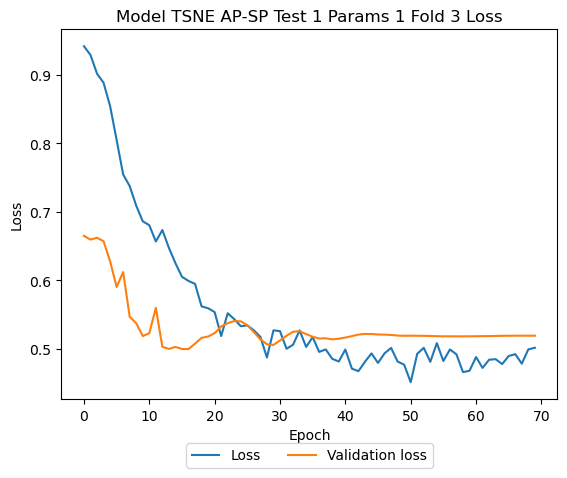 Model TSNE AP-SP Test 1 Params 1 Fold 3 Loss
0.9
0.8
0.7
0.6
0.5
Loss
0 10 20 30 40 50 60 70
Epoch
Loss Validation loss